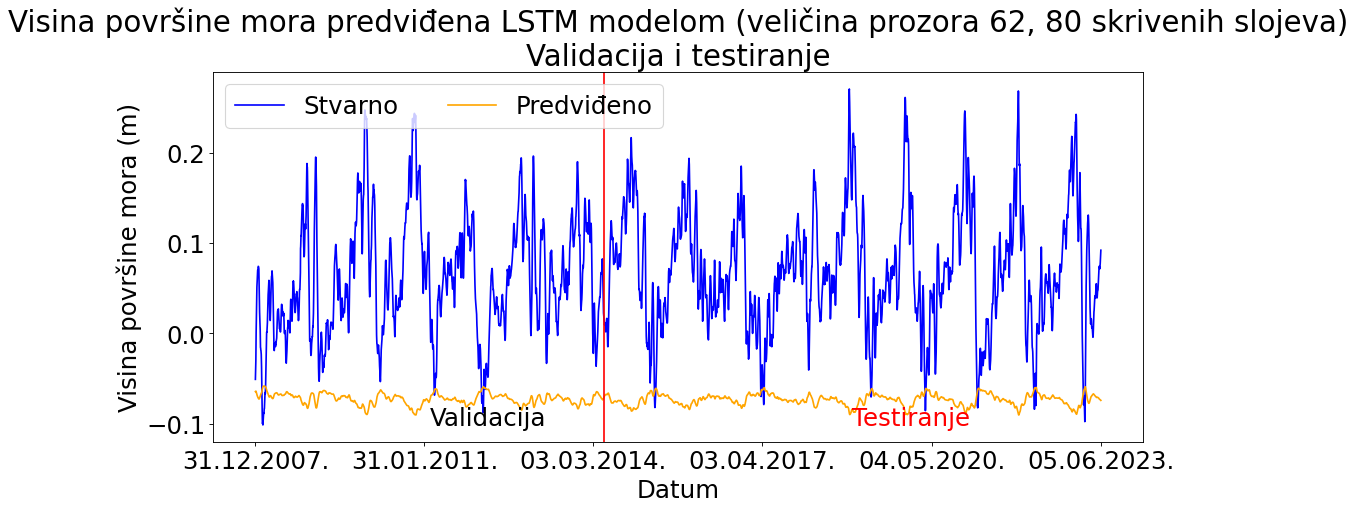 Visina površine mora predviđena LSTM modelom (veličina prozora 62, 80 skrivenih slojeva)
Validacija i testiranje
Stvarno
Predviđeno
Visina površine mora (m)
0.2
0.1
0.0
−0.1
Validacija
Testiranje
31.12.2007.
31.01.2011.
03.03.2014.
03.04.2017.
04.05.2020.
05.06.2023.
Datum